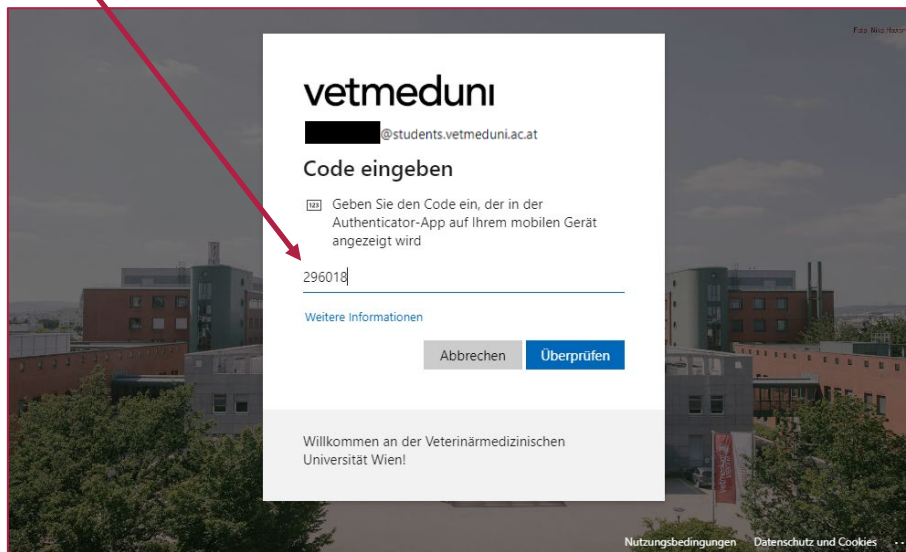 vetmeduni
@students.vetmeduni.ac.at
Code eingeben
123
Geben Sie den Code ein, der in der
Authenticator-App auf Ihrem mobilen Gerät
angezeigt wird
296018
Weitere Informationen
Abbrechen Überprüfen
Willkommen an der Veterinärmedizinischen
Universität Wien!
Nutzungsbedingungen Datenschutz und Cookies ...